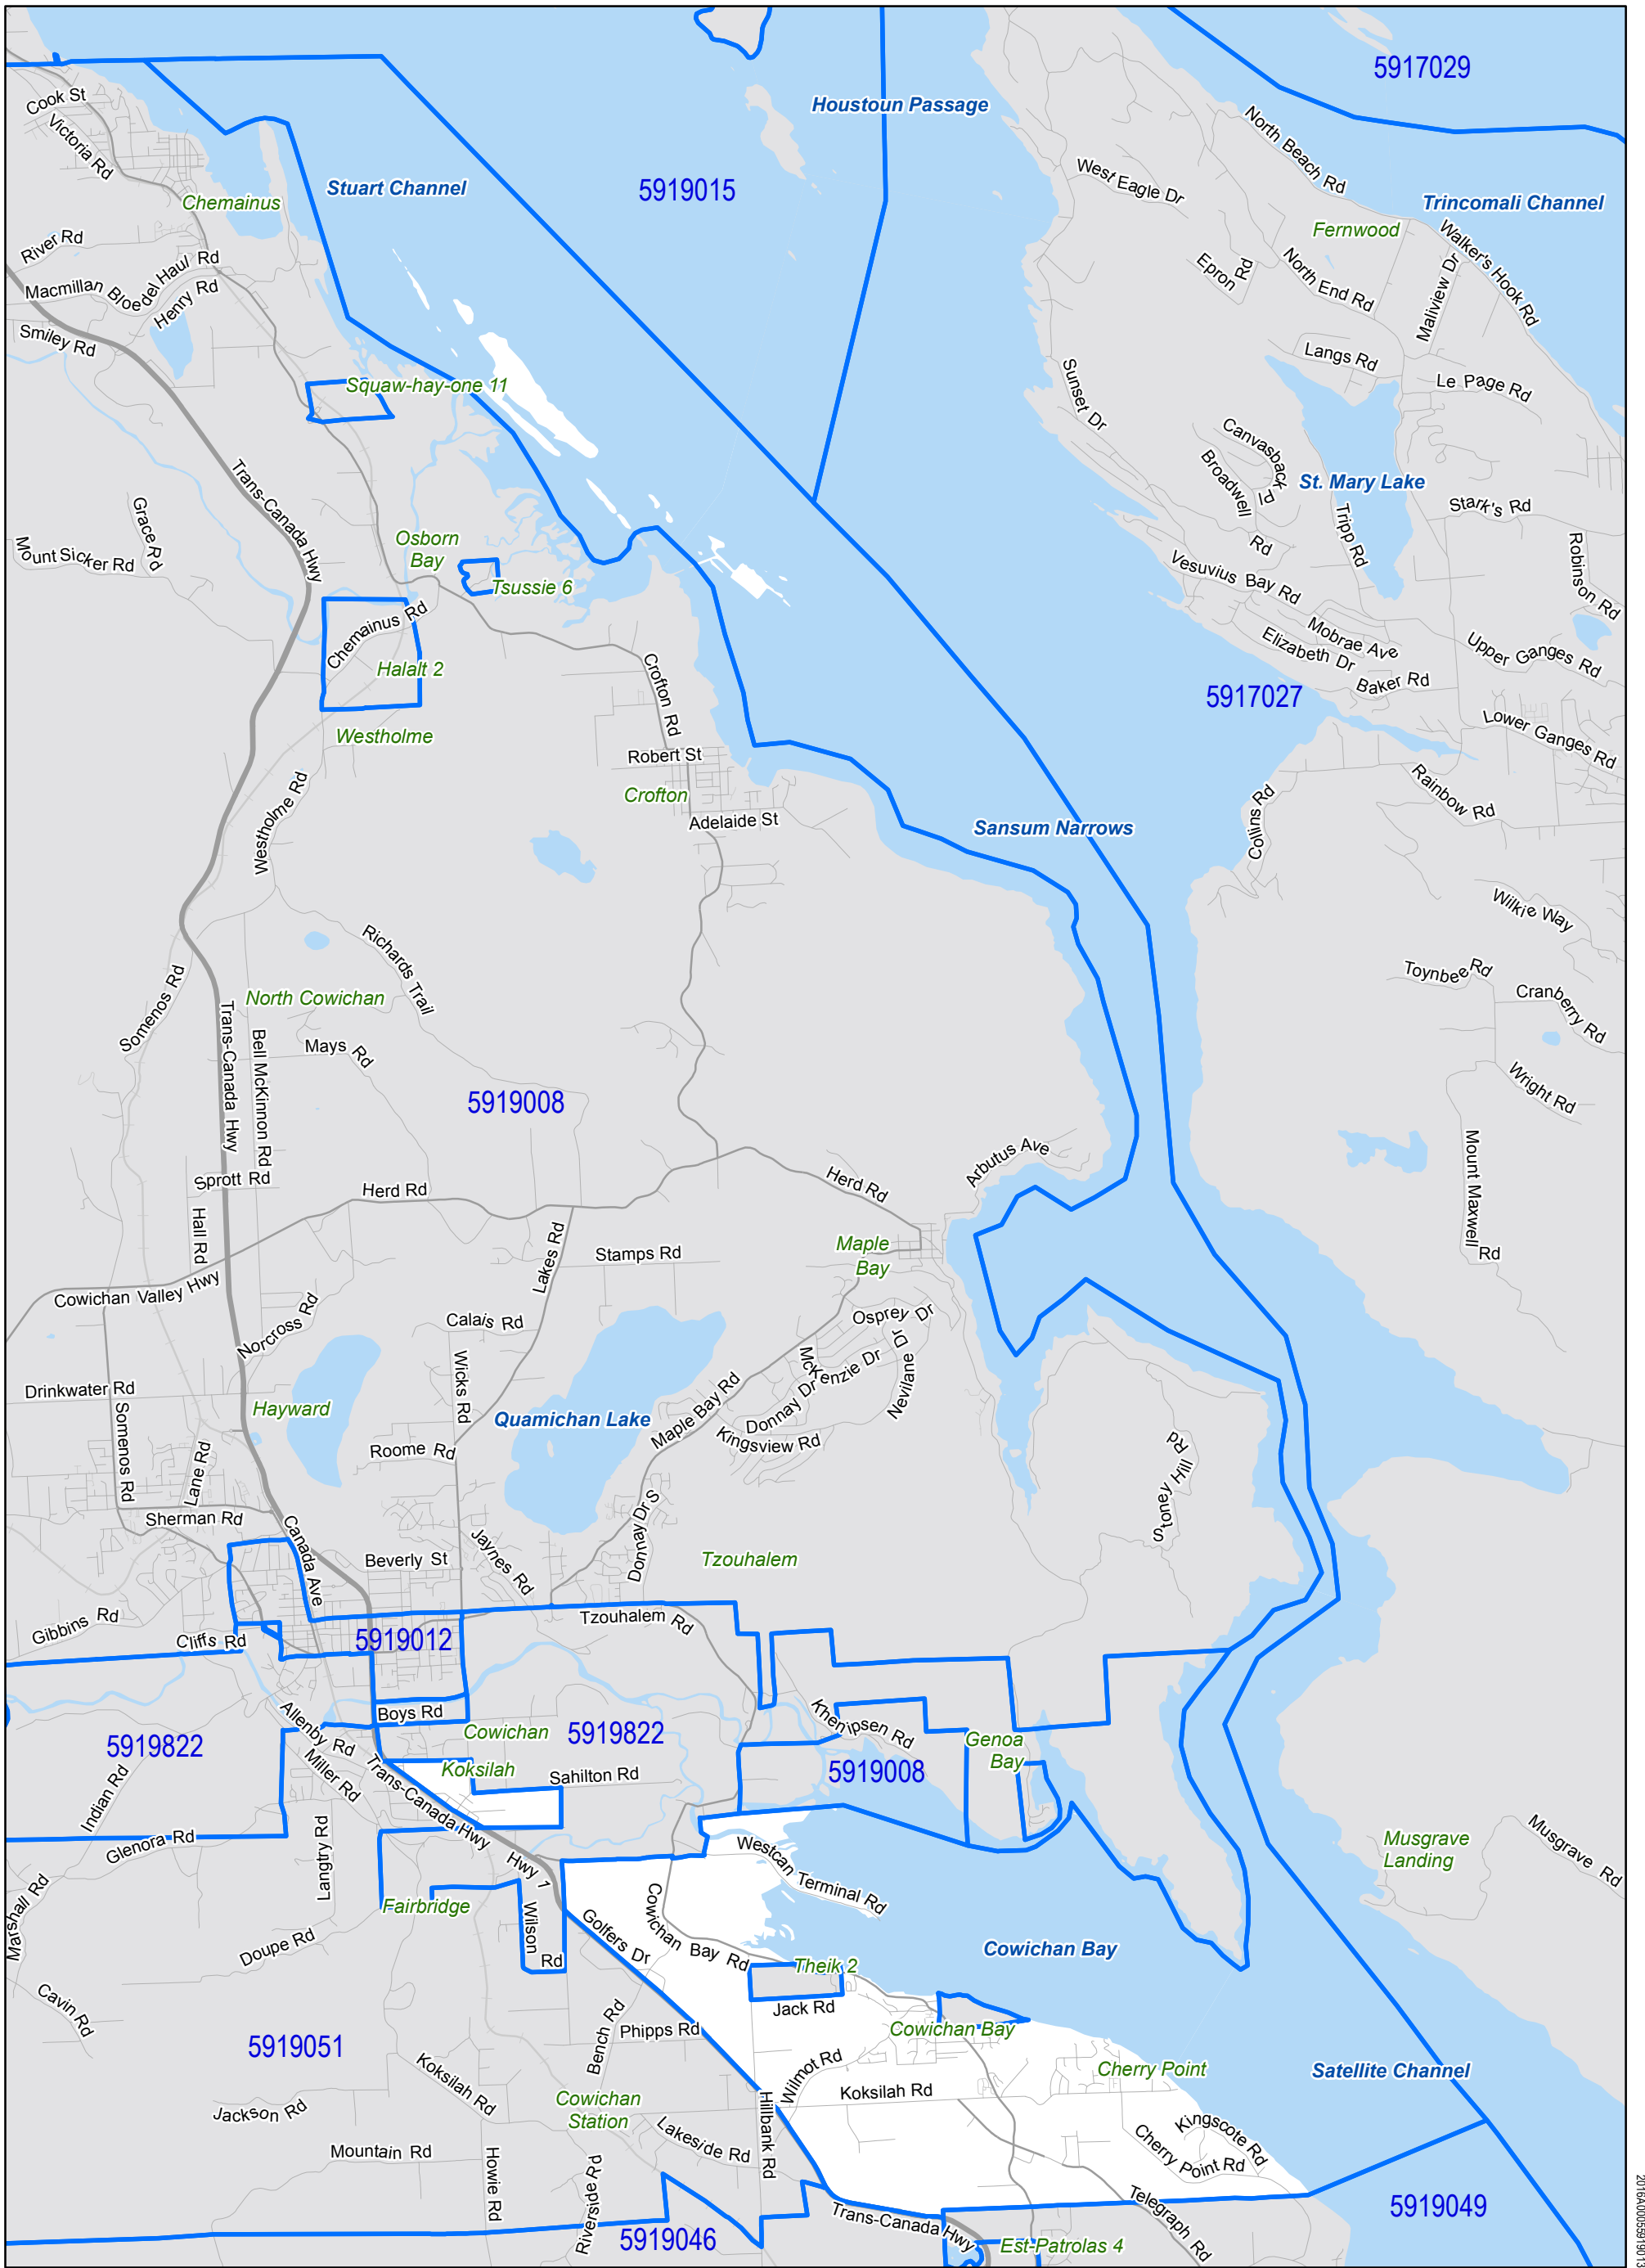 5917029
Houstoun Passage
Cook St
Victoria Rd
North Beach Rd
West Eagle Dr
Stuart Channel
5919015
Chemainus
Trincomali Channel
Fernwood
River Rd
Walker's Hook Rd
Macmillan Bloedel Haul Rd
Epron Rd
North End Rd
Maliview Dr
Henry Rd
Smiley Rd
Langs Rd
Squaw-hay-one 11
Sunset Dr
Le Page Rd
Canvasback Pl
Trans-Canada Hwy
Broadwell Rd
St. Mary Lake
Grace Rd
Tripp Rd
Stark's Rd
Mount Sicker Rd
Osborn
Bay
Robinson Rd
Tsussie 6
Vesuvius Bay Rd
Chemainus Rd
Mobrae Ave
Elizabeth Dr
Upper Ganges Rd
Halalt 2
Crofton Rd
Baker Rd
5917027
Westholme
Lower Ganges Rd
Robert St
Rainbow Rd
Crofton
Westholme Rd
Adelaide St
Sansum Narrows
Collins Rd
Wilkie Way
Richards Trail
Toynbee Rd
Somenos Rd
North Cowichan
Cranberry Rd
Trans-Canada Hwy
Bell McKinnon Rd
Mays Rd
Wright Rd
5919008
Mount Maxwell Rd
Arbutus Ave
Sprott Rd
Herd Rd
Herd Rd
Hall Rd
Lakes Rd
Stamps Rd
Maple
Bay
Cowichan Valley Hwy
Norcross Rd
Calais Rd
Osprey Dr
McKenzie Dr
Nevilane Dr
Wicks Rd
Drinkwater Rd
Hayward
Quamichan Lake
Maple Bay Rd
Donnay Dr
Kingsview Rd
Somenos Rd
Lane Rd
Roome Rd
Stoney Hill Rd
Sherman Rd
Canada Ave
Donnay Dr S
Beverly St
Jaynes Rd
Tzouhalem
Gibbins Rd
Tzouhalem Rd
Cliffs Rd
5919012
Boys Rd
Allenby Rd
Cowichan
5919822
5919822
Khenipsen Rd
Genoa
Bay
Miller Rd
Trans-Canada Hwy
Koksilah
Sahilton Rd
5919008
Indian Rd
Glenora Rd
Langtry Rd
Westcan Terminal Rd
Musgrave
Landing
Musgrave Rd
Hwy 1
Marshall Rd
Fairbridge
Wilson Rd
Cowichan Bay Rd
Golfers Dr
Doupe Rd
Cowichan Bay
Theik 2
Cavin Rd
Jack Rd
Bench Rd
Phipps Rd
Cowichan Bay
5919051
Wilmot Rd
Cherry Point
Satellite Channel
Koksilah Rd
Koksilah Rd
Cowichan
Station
Jackson Rd
Hillbank Rd
Kingscote Rd
Lakeside Rd
Mountain Rd
Howie Rd
Cherry Point Rd
Riverside Rd
Telegraph Rd
5919049
5919046
Trans-Canada Hwy
Est-Patrolas 4
2016A00055919013